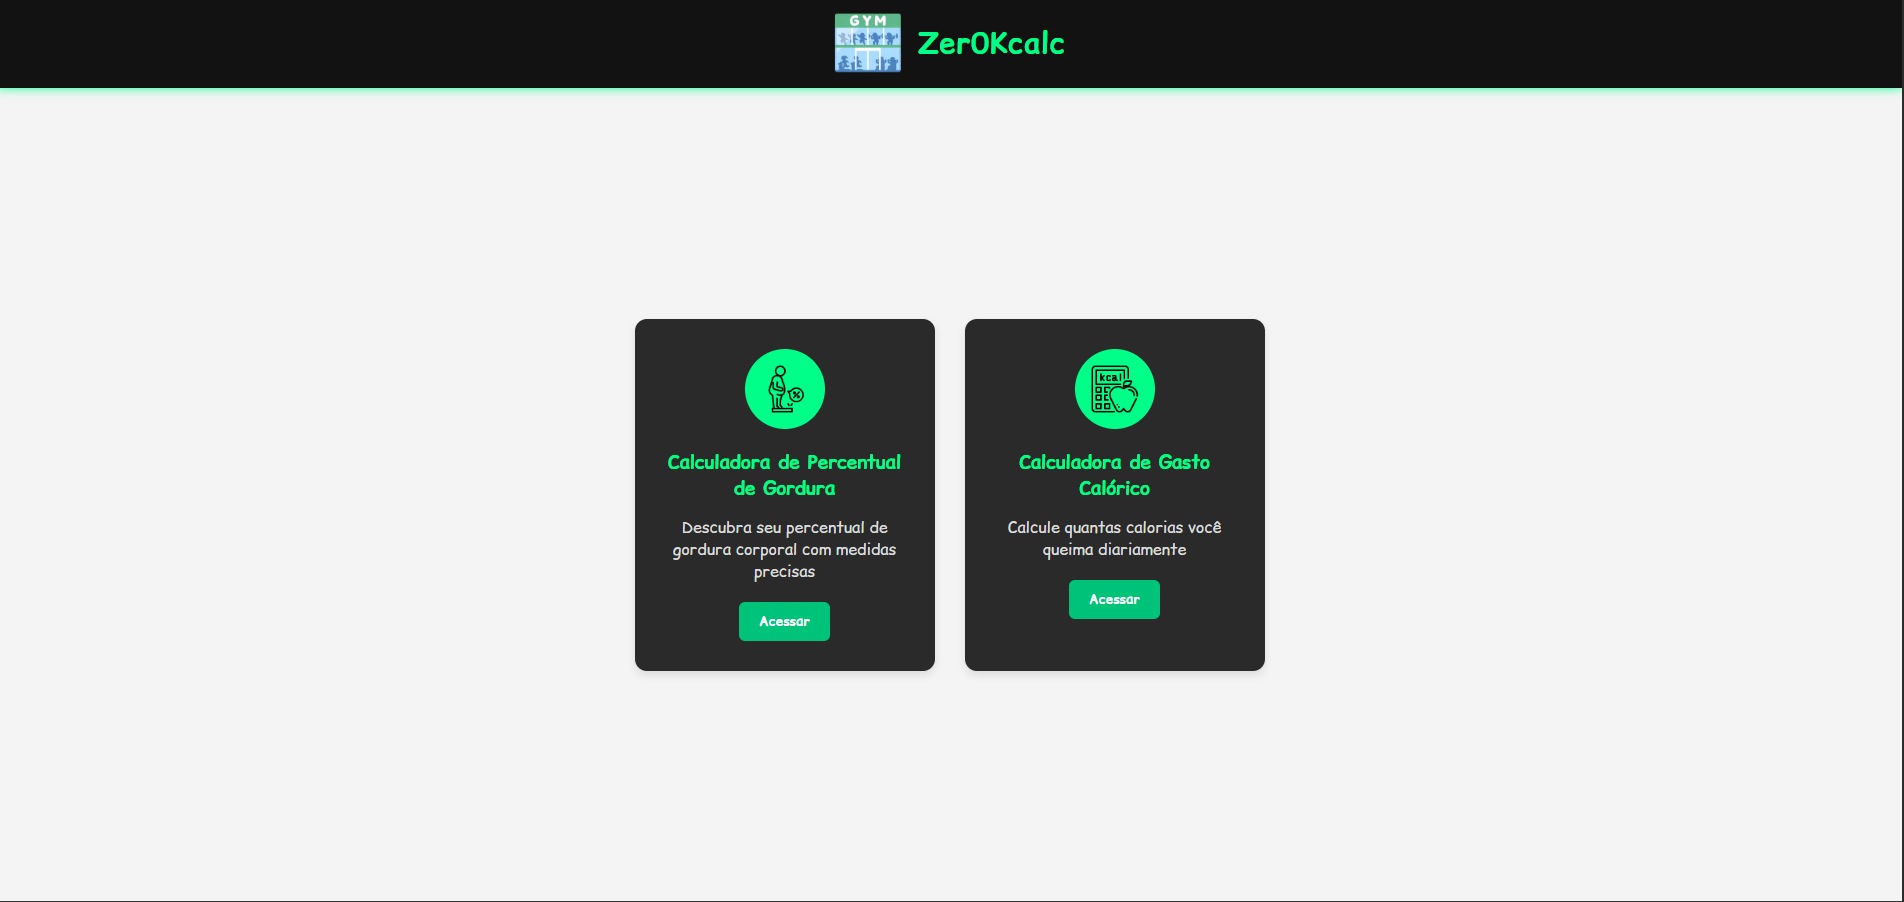 GYM
Zer0Kcalc
Calculadora de Percentual
de Gordura
Descubra seu percentual de
gordura corporal com medidas
precisas
Acessar
kcal
Calculadora de Gasto
Calórico
Calcule quantas calorias você
queima diariamente
Acessar